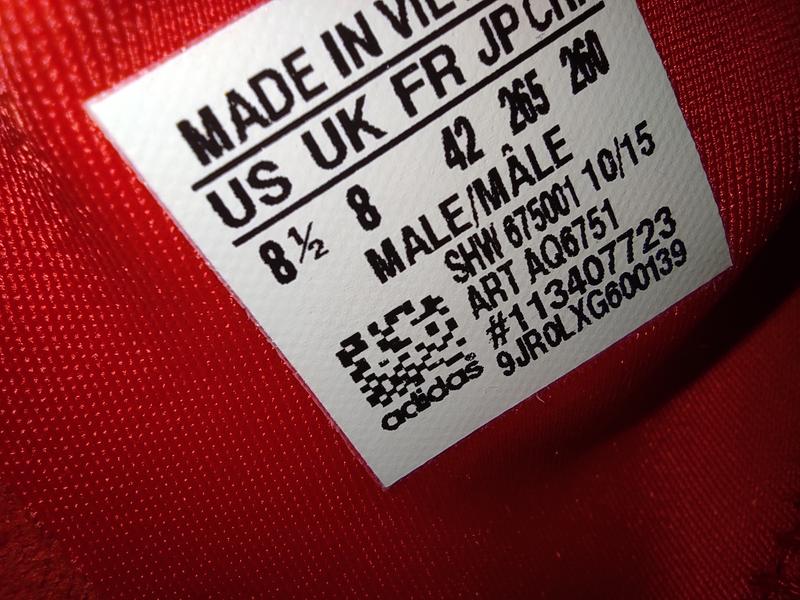 MADE IN VIE
US UK FR JP CH
8½ 8 42 265 260
MALE/MÂLE
SHW 675001 10/15
ART AQ6751
#113407723
9JR0LXG600139
adidas®